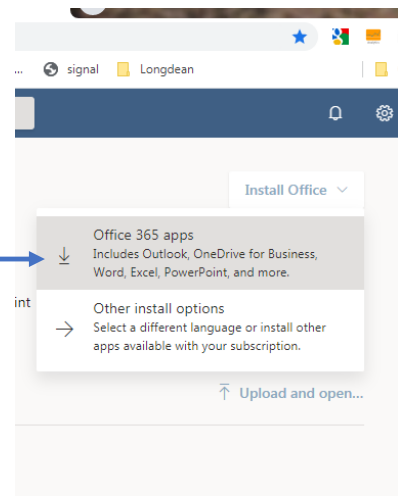 ... signal Longdean
Install Office
Office 365 apps
Includes Outlook, OneDrive for Business,
Word, Excel, PowerPoint, and more.
int
Other install options
Select a different language or install other
apps available with your subscription.
Upload and open...